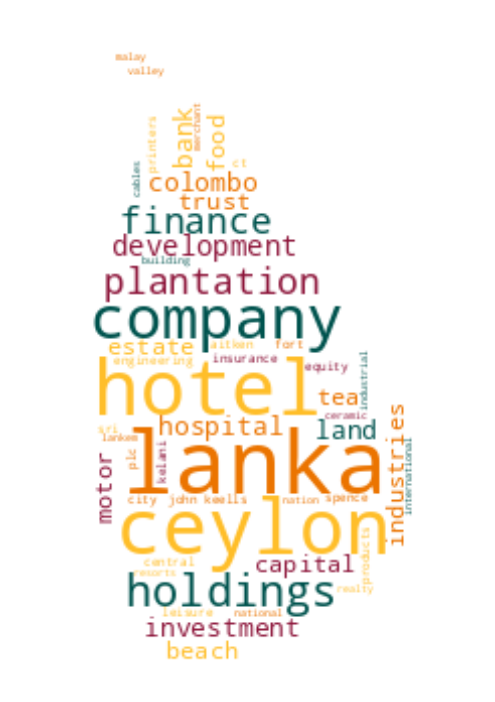 malay
valley
merchant
bank
food
printers
ct
cables
colombo
trust
finance
development
building
plantation
company
estate
aitken
fort
engineering
insurance
equity
industrial
hotel
tea
ceramic
sri
lankem
hospital
land
lanka
industries
international
plc
kelani
motor
city
john keells
nation
spence
ceylon
products
central
capital
resorts
holdings
realty
leisure
national
investment
beach